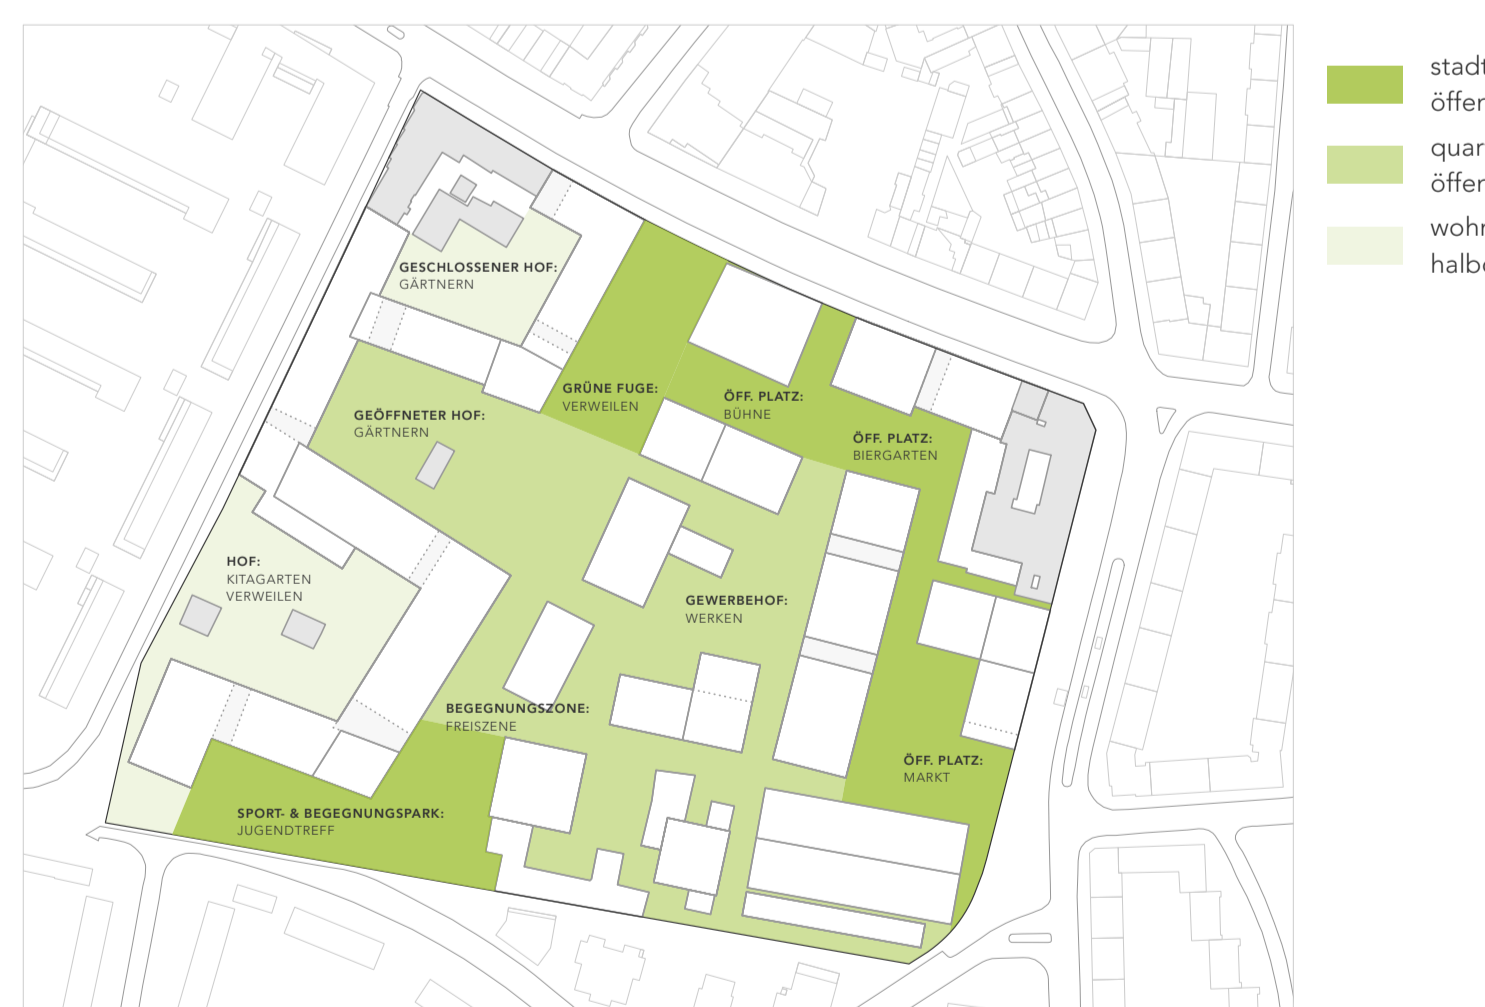 GESCHLOSSENER HOF:
GÄRTNERN
GRÜNE FUGE:
VERWEILEN
ÖFF. PLATZ:
BÜHNE
GEÖFFNETER HOF:
GÄRTNERN
ÖFF. PLATZ:
BIERGARTEN
HOF:
KITAGARTEN
VERWEILEN
GEWERBEHOF:
WERKEN
BEGEGNUNGSZONE:
FREISZENE
ÖFF. PLATZ:
MARKT
SPORT- & BEGEGNUNGSPARK:
JUGENDTREFF